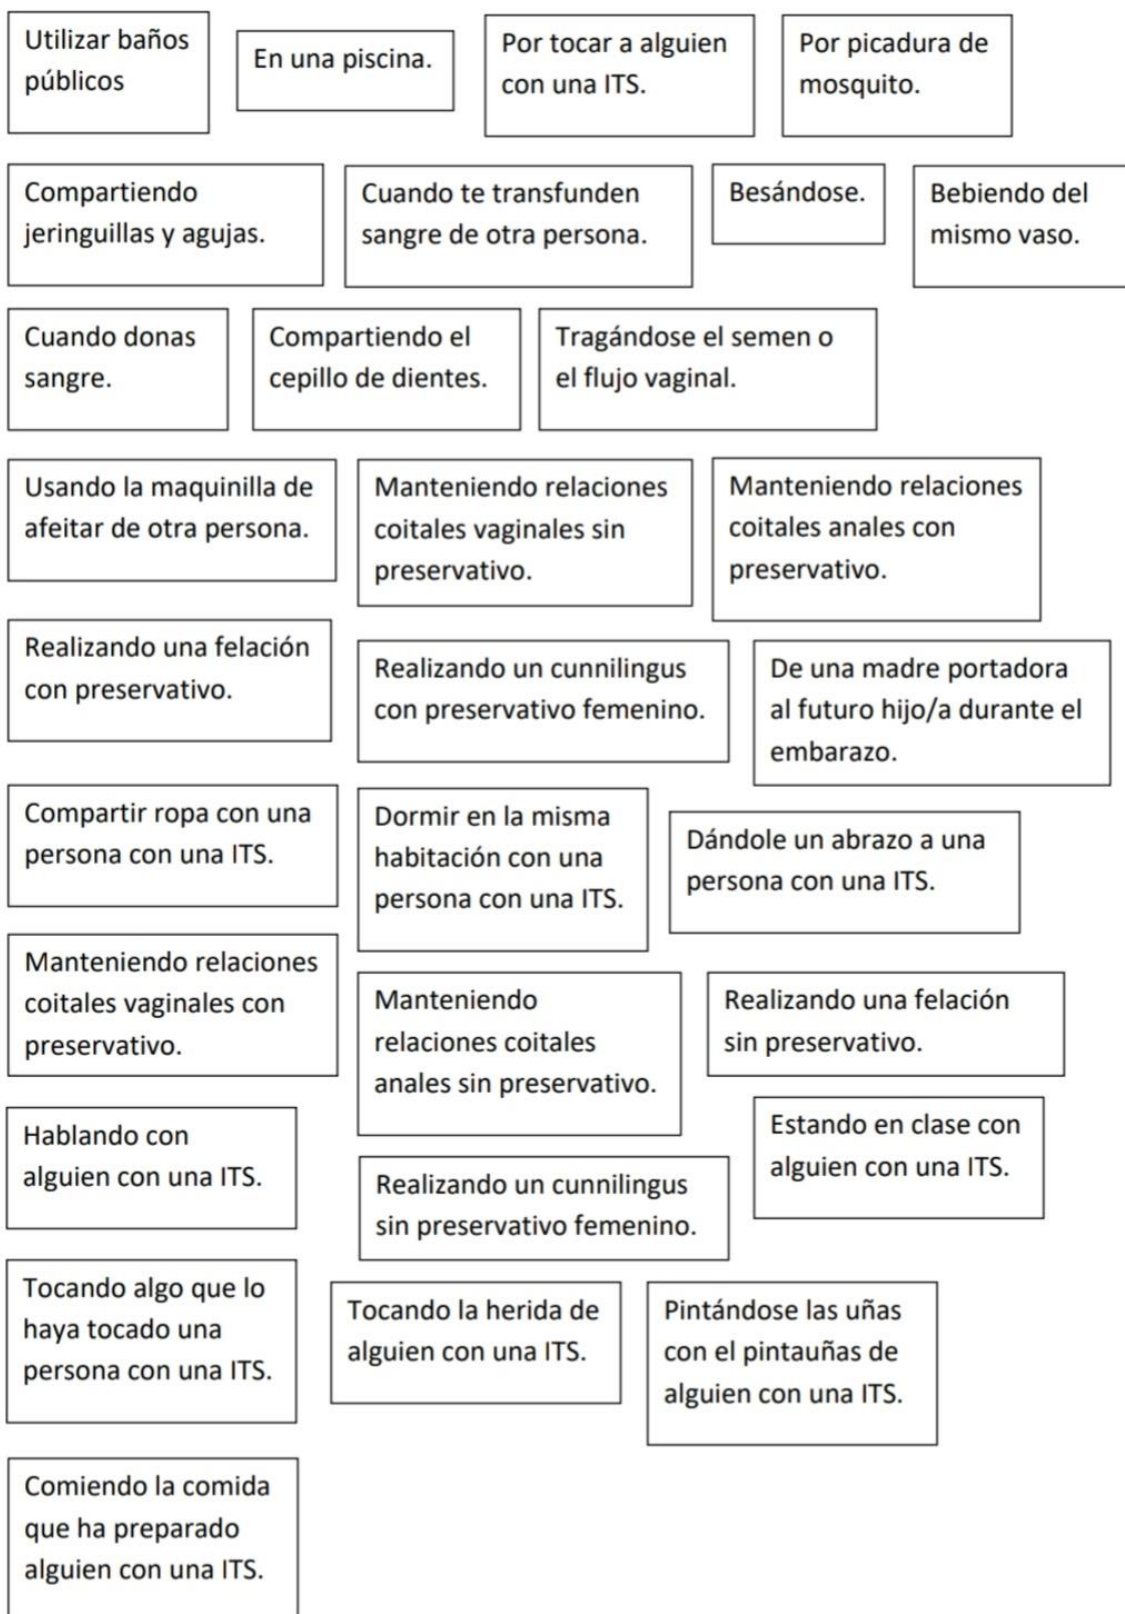 Utilizar baños
públicos
En una piscina.
Por tocar a alguien
con una ITS.
Por picadura de
mosquito.
Compartiendo
jeringuillas y agujas.
Cuando te transfunden
sangre de otra persona.
Besándose.
Bebiendo del
mismo vaso.
Cuando donas
sangre.
Compartiendo el
cepillo de dientes.
Tragándose el semen o
el flujo vaginal.
Usando la maquinilla de
afeitar de otra persona.
Manteniendo relaciones
coitales vaginales sin
preservativo.
Manteniendo relaciones
coitales anales con
preservativo.
Realizando una felación
con preservativo.
Realizando un cunnilingus
con preservativo femenino.
De una madre portadora
al futuro hijo/a durante el
embarazo.
Compartir ropa con una
persona con una ITS.
Dormir en la misma
habitación con una
persona con una ITS.
Dándole un abrazo a una
persona con una ITS.
Manteniendo relaciones
coitales vaginales con
preservativo.
Manteniendo
relaciones coitales
anales sin preservativo.
Realizando una felación
sin preservativo.
Hablando con
alguien con una ITS.
Realizando un cunnilingus
sin preservativo femenino.
Estando en clase con
alguien con una ITS.
Tocando algo que lo
haya tocado una
persona con una ITS.
Tocando la herida de
alguien con una ITS.
Pintándose las uñas
con el pintauñas de
alguien con una ITS.
Comiendo la comida
que ha preparado
alguien con una ITS.